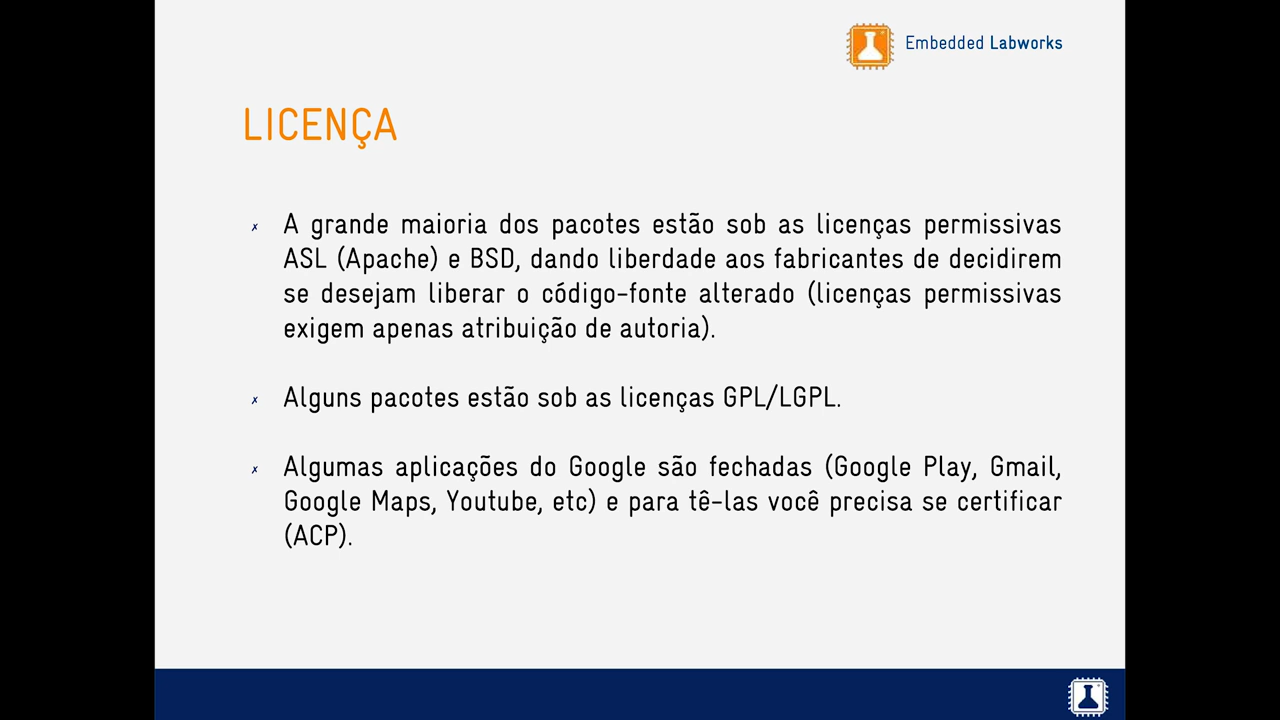 Embedded Labworks
LICENÇA
✗ A grande maioria dos pacotes estão sob as licenças permissivas
ASL (Apache) e BSD, dando liberdade aos fabricantes de decidirem
se desejam liberar o código-fonte alterado (licenças permissivas
exigem apenas atribuição de autoria).
✗ Alguns pacotes estão sob as licenças GPL/LGPL.
✗ Algumas aplicações do Google são fechadas (Google Play, Gmail,
Google Maps, Youtube, etc) e para tê-las você precisa se certificar
(ACP).